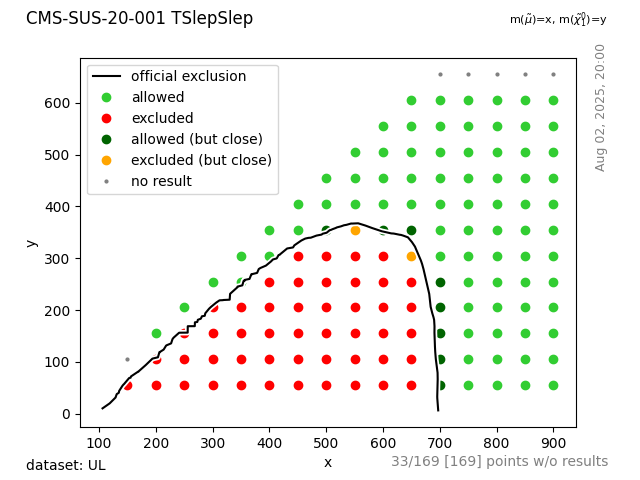 CMS-SUS-20-001 TSlepSlep
m(μ̃)=x, m(χ̃⁰₁)=y
Aug 02, 2025, 20:00
official exclusion
allowed
excluded
allowed (but close)
excluded (but close)
no result
600
500
400
300
200
100
0
y
100 200 300 400 500 600 700 800 900
x
dataset: UL
33/169 [169] points w/o results